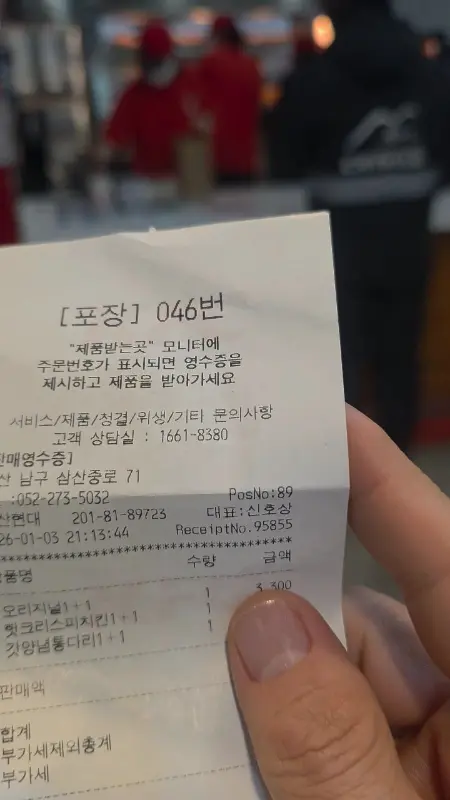 [포장] 046번
"제품받는곳" 모니터에
주문번호가 표시되면 영수증을
제시하고 제품을 받아가세요
서비스/제품/청결/위생/기타 문의사항
고객 상담실 : 1661-8380
판매영수증]
산 남구 삼산중로 71
:052-273-5032 PosNo:89
산현대 201-81-89723 대표:신호상
26-01-03 21:13:44 ReceiptNo.95855
품명 수량 금액
오리지널1+1 1 3,300
핫크리스피치킨1+1 1
갓양념통다리1+1 1
판매액
합계
부가세제외총계
부가세